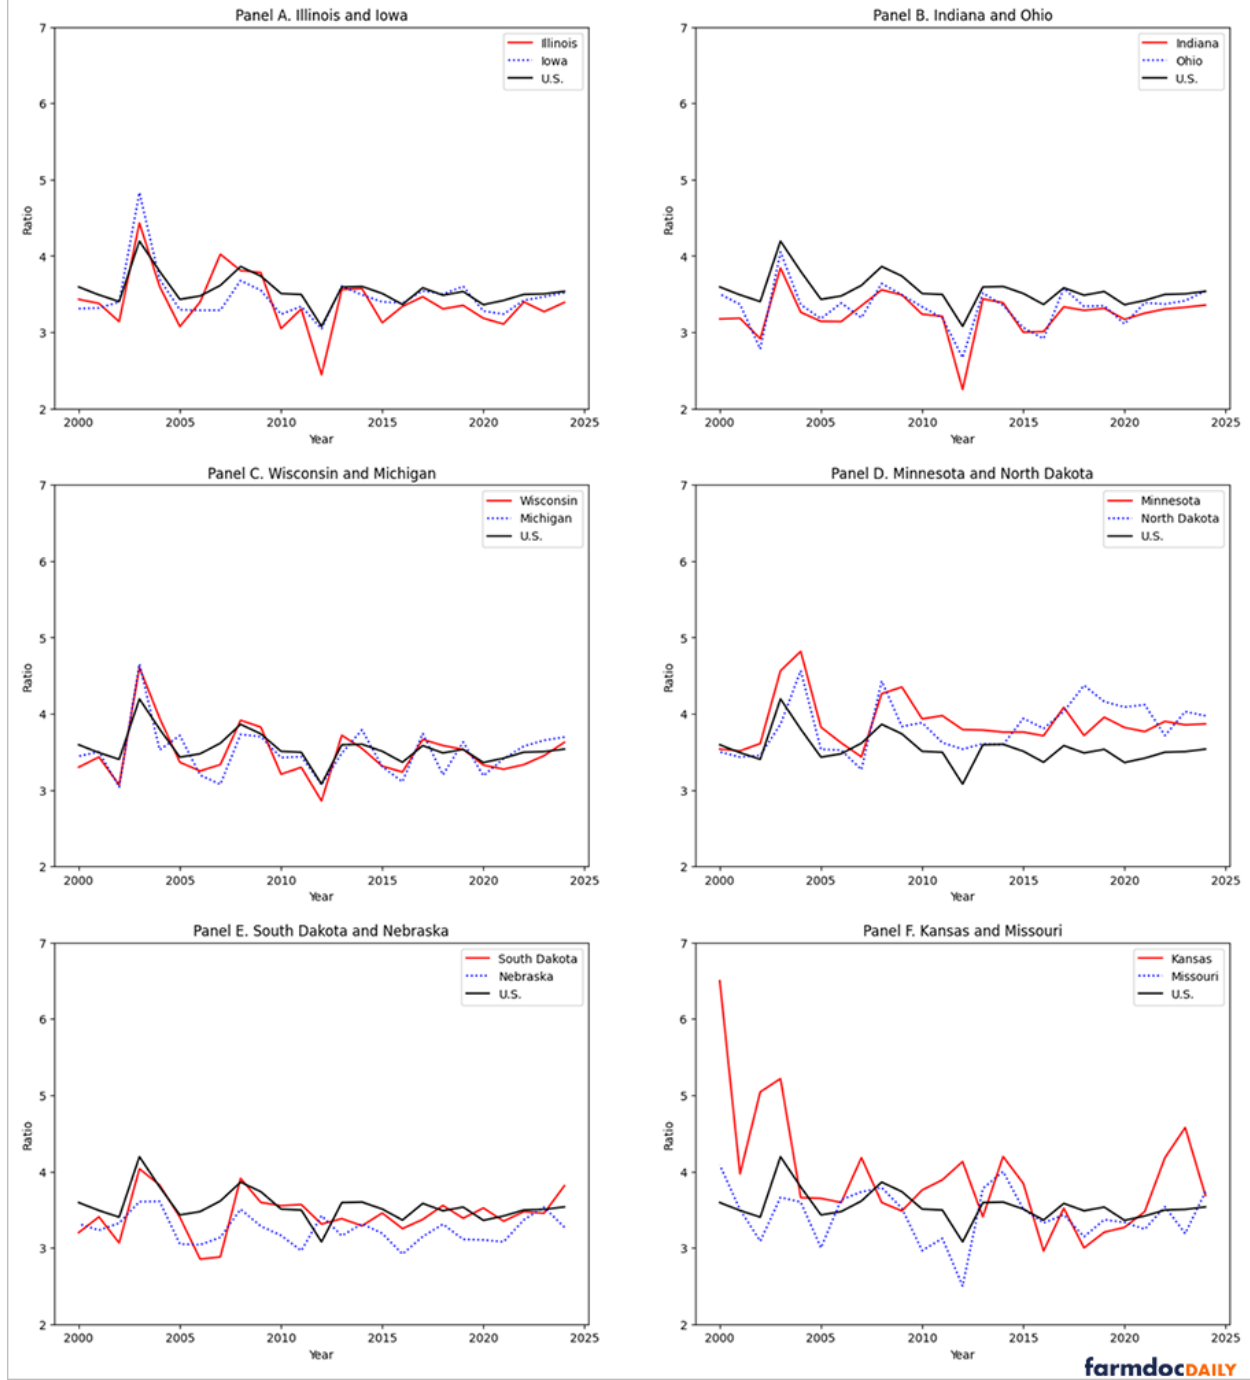 Panel A. Illinois and Iowa
7
6
5
4
3
2
Ratio
2000 2005 2010 2015 2020 2025
Year
Illinois
Iowa
U.S.
Panel B. Indiana and Ohio
7
6
5
4
3
2
Ratio
2000 2005 2010 2015 2020 2025
Year
Indiana
Ohio
U.S.
Panel C. Wisconsin and Michigan
7
6
5
4
3
2
Ratio
2000 2005 2010 2015 2020 2025
Year
Wisconsin
Michigan
U.S.
Panel D. Minnesota and North Dakota
7
6
5
4
3
2
Ratio
2000 2005 2010 2015 2020 2025
Year
Minnesota
North Dakota
U.S.
Panel E. South Dakota and Nebraska
7
6
5
4
3
2
Ratio
2000 2005 2010 2015 2020 2025
Year
South Dakota
Nebraska
U.S.
Panel F. Kansas and Missouri
7
6
5
4
3
2
Ratio
2000 2005 2010 2015 2020 2025
Year
Kansas
Missouri
U.S.
farmdocDAILY